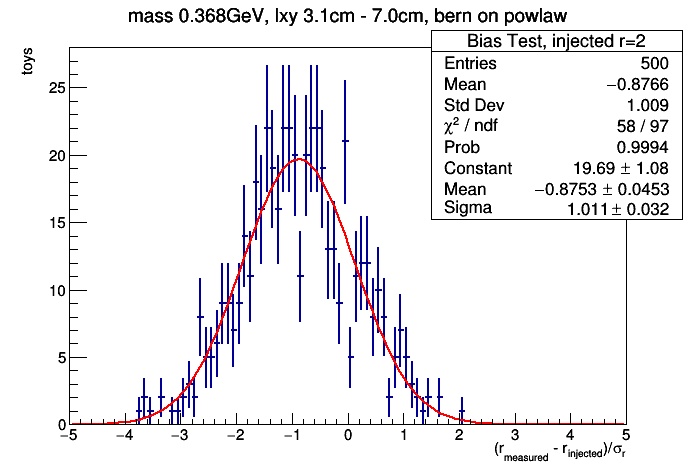 mass 0.368GeV, lxy 3.1cm - 7.0cm, bern on powlaw
toys
Bias Test, injected r=2
Entries 500
Mean −0.8766
Std Dev 1.009
χ² / ndf 58 / 97
Prob 0.9994
Constant 19.69 ± 1.08
Mean −0.8753 ± 0.0453
Sigma 1.011 ± 0.032
25
20
15
10
5
0
−5 −4 −3 −2 −1 0 1 2 3 4 5
(r_measured - r_injected)/σ_r